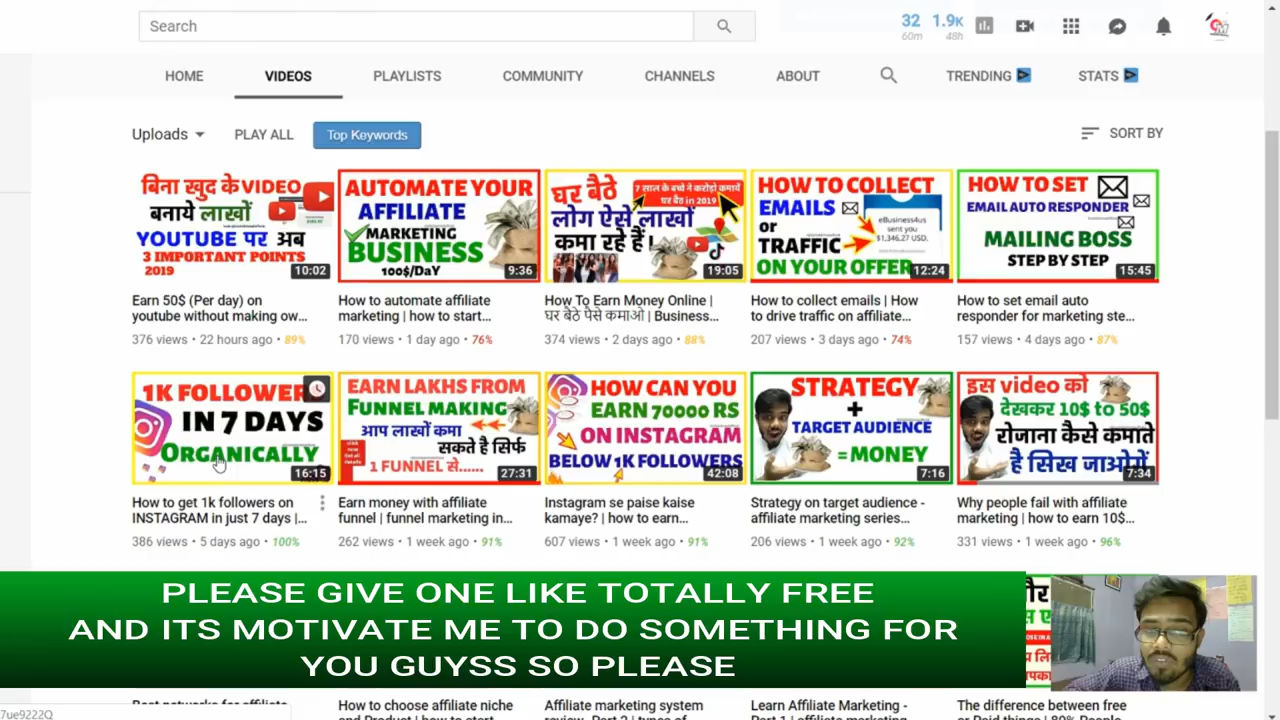 Search
32
1.9K
60m
48h
HOME
VIDEOS
PLAYLISTS
COMMUNITY
CHANNELS
ABOUT
TRENDING
STATS
Uploads
PLAY ALL
Top Keywords
SORT BY
बिना खुद के VIDEO
बनाये लाखों
YOUTUBE पर अब
3 IMPORTANT POINTS
2019
10:02
AUTOMATE YOUR
AFFILIATE
MARKETING
BUSINESS
100$/DAY
9:36
घर बैठे
7 साल के बच्चे ने करोड़ो कमाये
घर बैठ in 2019
लोग ऐसे लाखों
कमा रहे हैं!
19:05
HOW TO COLLECT
EMAILS
or
TRAFFIC
ON YOUR OFFER
eBusiness4us
sent you
$1,346.27 USD.
12:24
HOW TO SET
EMAIL AUTO RESPONDER
MAILING BOSS
STEP BY STEP
15:45
Earn 50$ (Per day) on
youtube without making ow...
376 views • 22 hours ago • 89%
How to automate affiliate
marketing | how to start...
170 views • 1 day ago • 76%
How To Earn Money Online |
घर बैठे पैसे कमाओ | Business...
374 views • 2 days ago • 88%
How to collect emails | How
to drive traffic on affiliate...
207 views • 3 days ago • 74%
How to set email auto
responder for marketing ste...
157 views • 4 days ago • 87%
1K FOLLOWER
IN 7 DAYS
ORGANICALLY
16:15
EARN LAKHS FROM
FUNNEL MAKING
आप लाखों कमा
सकते है सिर्फ
1 FUNNEL से......
27:31
HOW CAN YOU
EARN 70000 RS
ON INSTAGRAM
BELOW 1K FOLLOWERS
42:08
STRATEGY
+
TARGET AUDIENCE
=MONEY
7:16
इस video को
देखकर 10$ to 50$
रोजाना कैसे कमाते
है सिख जाओगे
7:34
How to get 1k followers on
INSTAGRAM in just 7 days |...
386 views • 5 days ago • 100%
Earn money with affiliate
funnel | funnel marketing in...
262 views • 1 week ago • 91%
Instagram se paise kaise
kamaye? | how to earn...
607 views • 1 week ago • 91%
Strategy on target audience -
affiliate marketing series...
206 views • 1 week ago • 92%
Why people fail with affiliate
marketing | how to earn 10$...
331 views • 1 week ago • 96%
PLEASE GIVE ONE LIKE TOTALLY FREE
AND ITS MOTIVATE ME TO DO SOMETHING FOR
YOU GUYSS SO PLEASE
7ue9222Q
How to choose affiliate niche
Affiliate marketing system
Learn Affiliate Marketing -
The difference between free